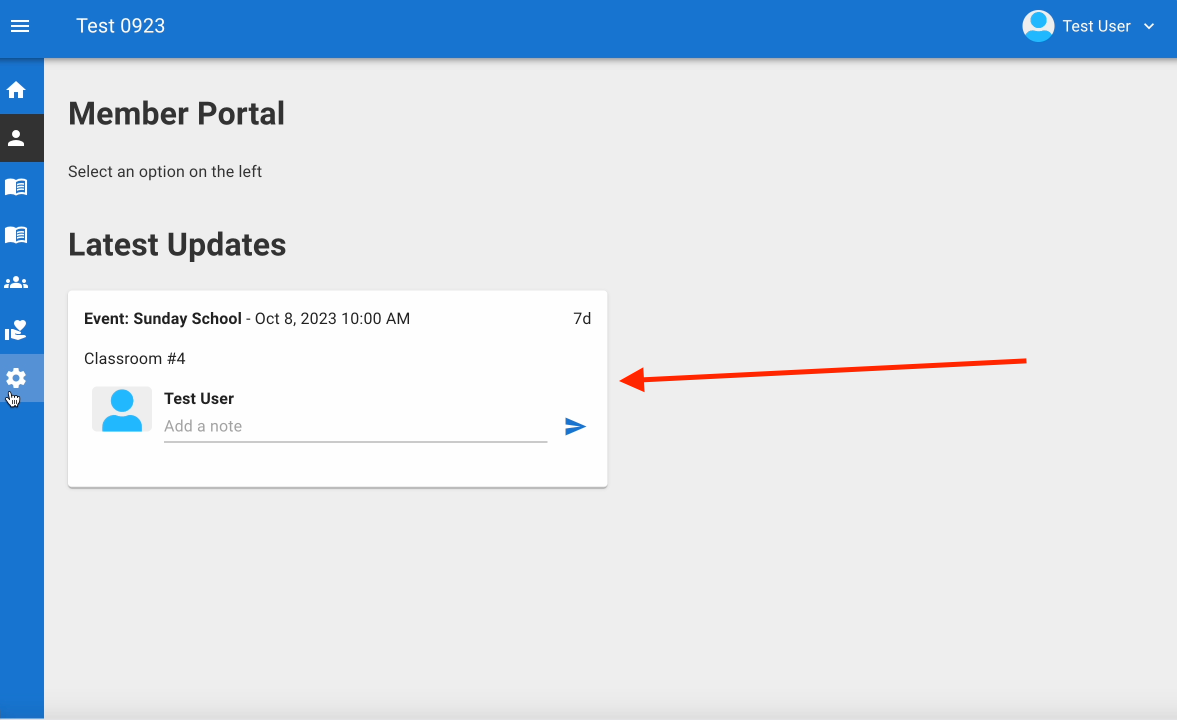 Test 0923
Test User
Member Portal
Select an option on the left
Latest Updates
Event: Sunday School - Oct 8, 2023 10:00 AM 7d
Classroom #4
Test User
Add a note